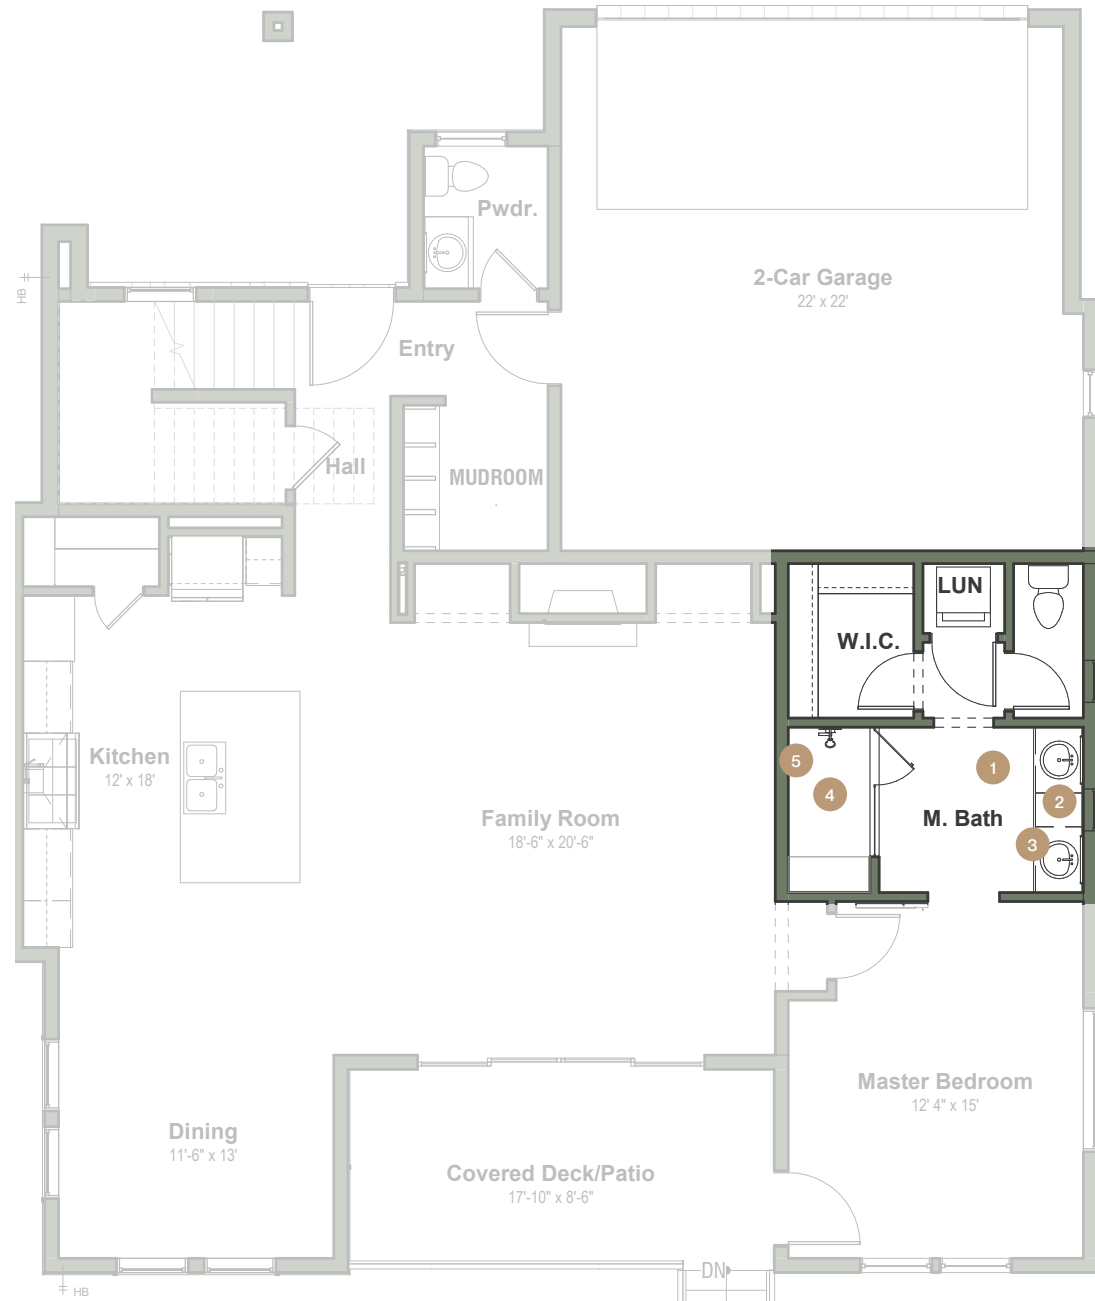 Pwdr.
2-Car Garage
22' x 22'
HB
Entry
Hall
MUDROOM
LUN
W.I.C.
Kitchen
12' x 18'
5
1
4
2
M. Bath
3
Family Room
18'-6" x 20'-6"
Master Bedroom
12' 4" x 15'
Dining
11'-6" x 13'
Covered Deck/Patio
17'-10" x 8'-6"
DN
HB